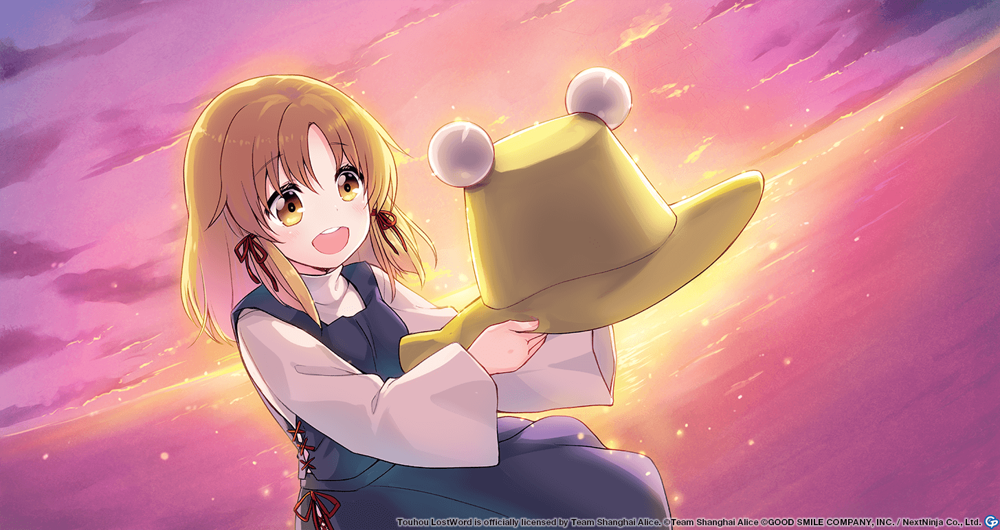 Touhou LostWord is officially licensed by Team Shanghai Alice. ©Team Shanghai Alice ©GOOD SMILE COMPANY, INC. / NextNinja Co., Ltd.